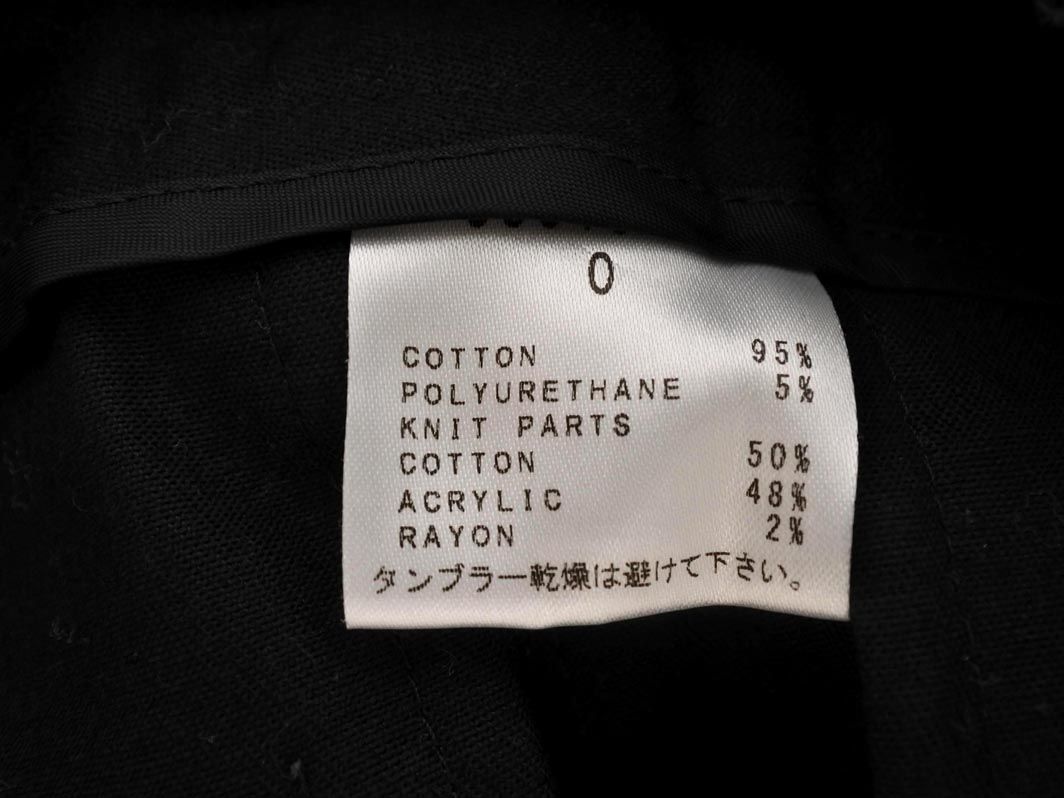 0
COTTON 95%
POLYURETHANE 5%
KNIT PARTS
COTTON 50%
ACRYLIC 48%
RAYON 2%
タンブラー乾燥は避けて下さい。